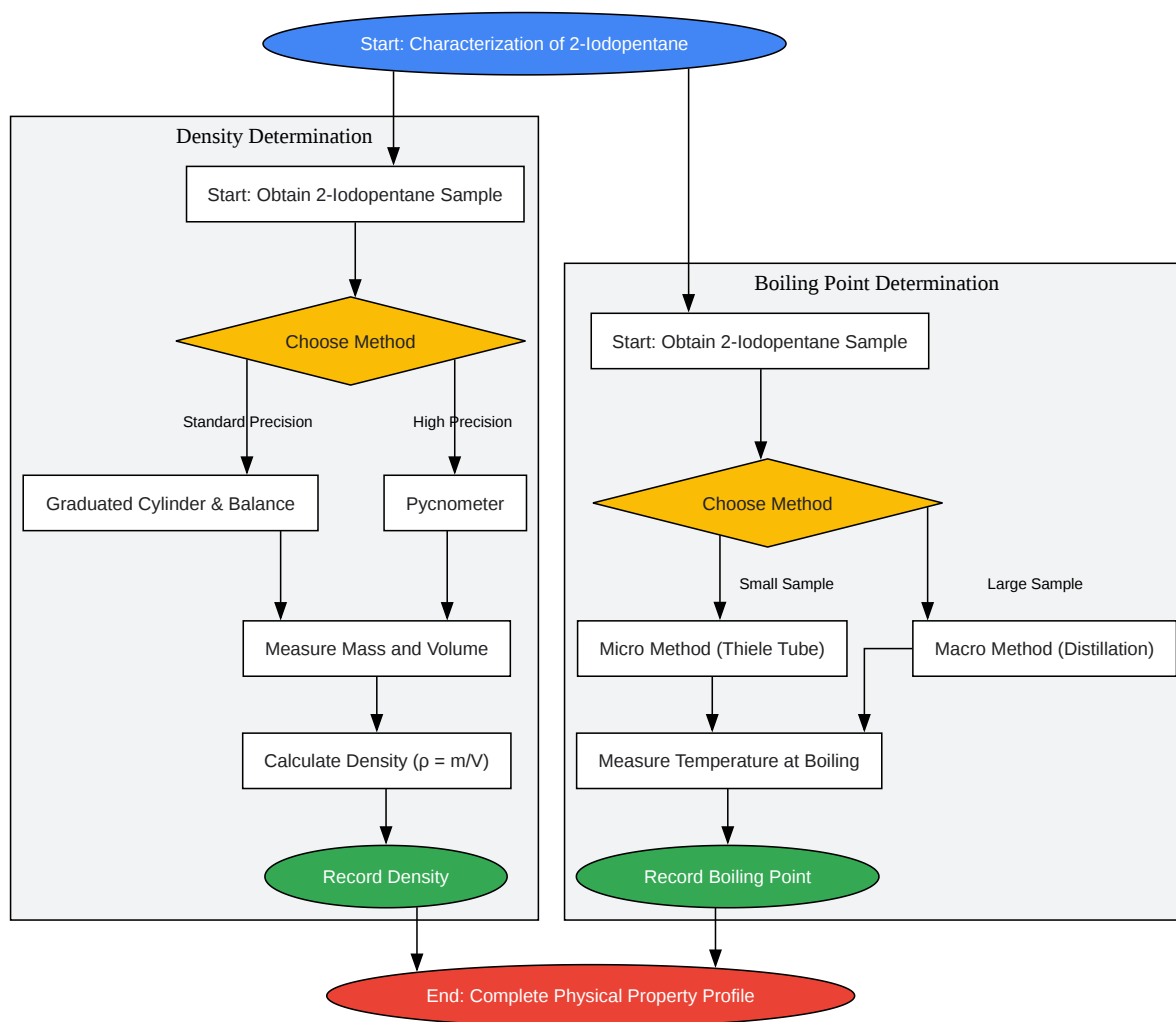 Start: Characterization of 2-Iodopentane
Density Determination
Start: Obtain 2-Iodopentane Sample
Choose Method
Standard Precision
High Precision
Graduated Cylinder & Balance
Pycnometer
Measure Mass and Volume
Calculate Density (ρ = m/V)
Record Density
Boiling Point Determination
Start: Obtain 2-Iodopentane Sample
Choose Method
Small Sample
Large Sample
Micro Method (Thiele Tube)
Macro Method (Distillation)
Measure Temperature at Boiling
Record Boiling Point
End: Complete Physical Property Profile